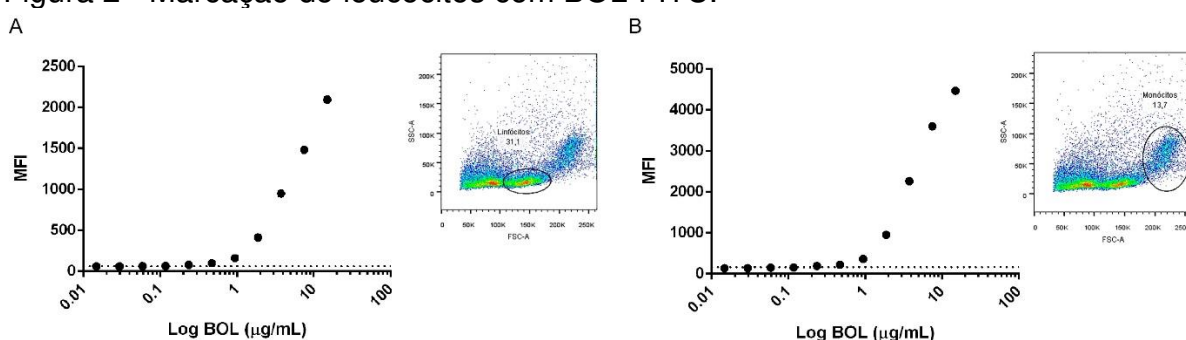 Figura 2 - Marcação de leucócitos com BOL-FITC.
A
2500
2000
1500
1000
500
0
MFI
0.01
0.1
1
10
100
Log BOL (µg/mL)
200K
150K
100K
50K
0
SSC-A
Linfócitos
31,1
0
50K
100K
150K
200K
250K
FSC-A
B
5000
4000
3000
2000
1000
0
MFI
0.01
0.1
1
10
100
Log BOL (µg/mL)
200K
150K
100K
50K
0
SSC-A
Monócitos
13,7
0
50K
100K
150K
200K
250K
FSC-A